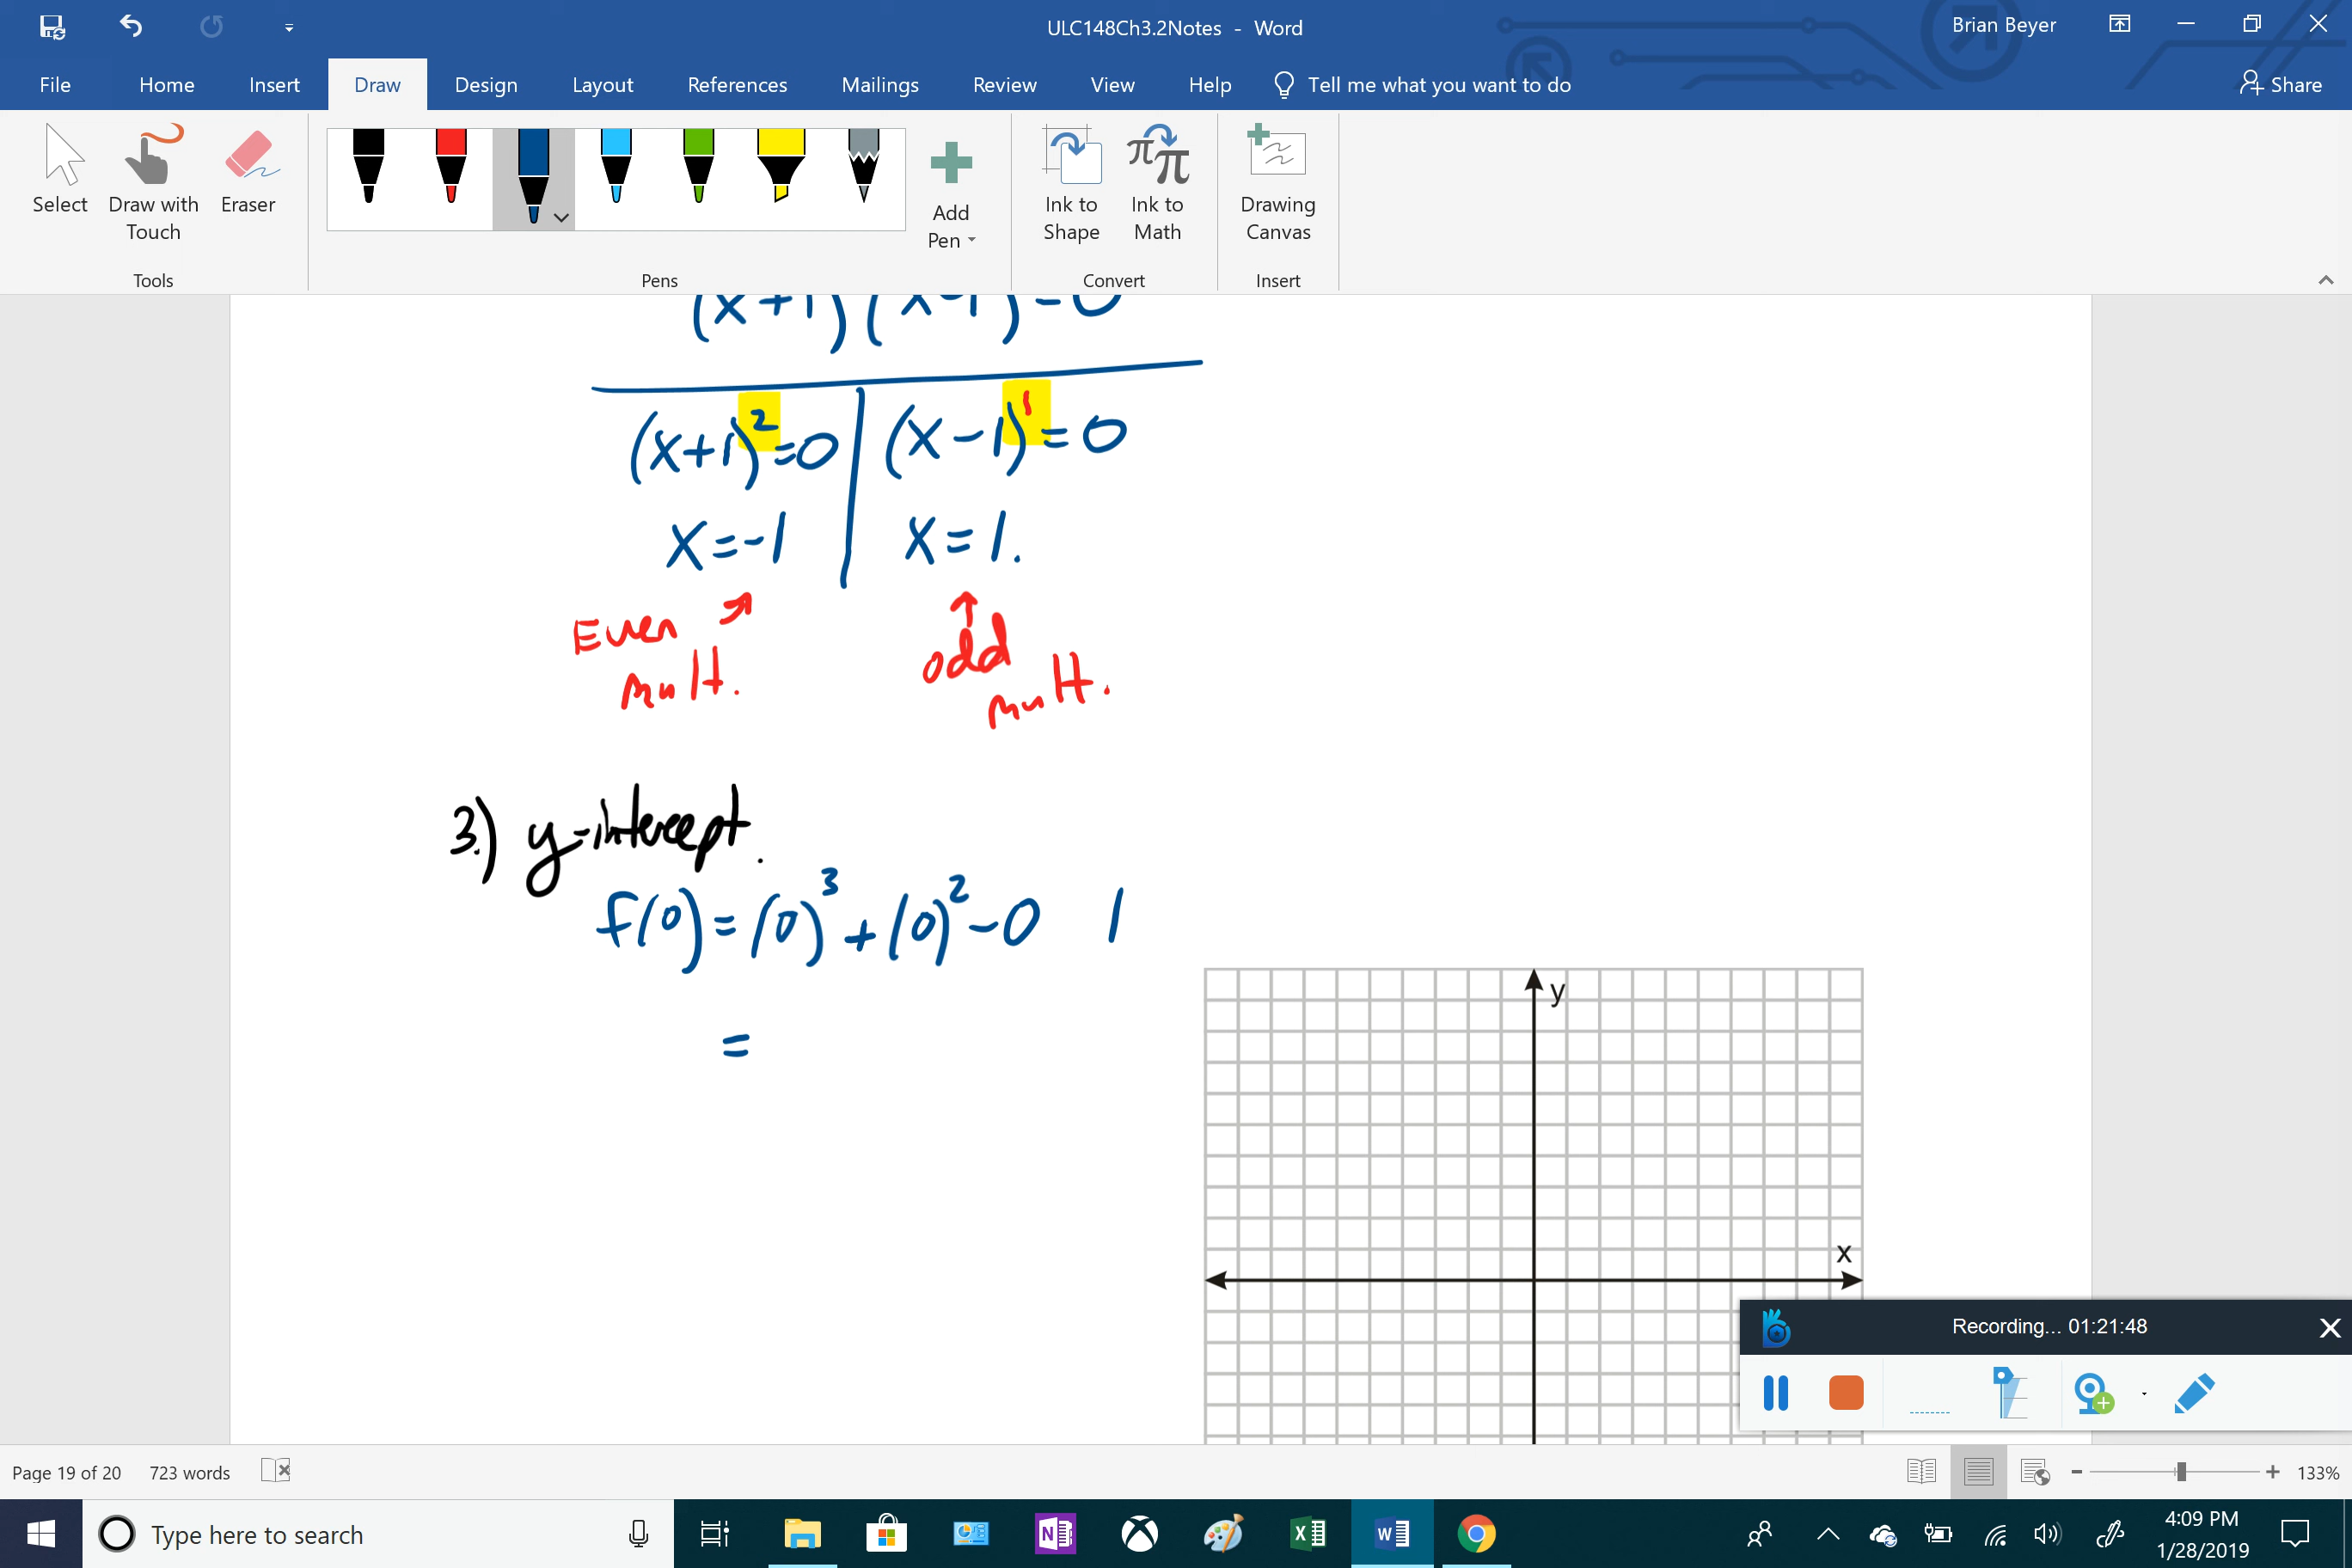 ULC148Ch3.2Notes - Word
Brian Beyer
File Home Insert Draw Design Layout References Mailings Review View Help Tell me what you want to do Share
Select Draw with Touch Eraser
Add Pen
Ink to Shape Ink to Math Drawing Canvas
Tools Pens Convert Insert
(x+1) (x-1) = 0
(x+1)² = 0 (x-1)¹ = 0
x = -1 x = 1.
Even mult. odd mult.
3.) y-intercept.
f(0) = (0)³ + (0)² - 0 1
=
y
x
Recording... 01:21:48
Page 19 of 20 723 words 133%
Type here to search
4:09 PM
1/28/2019